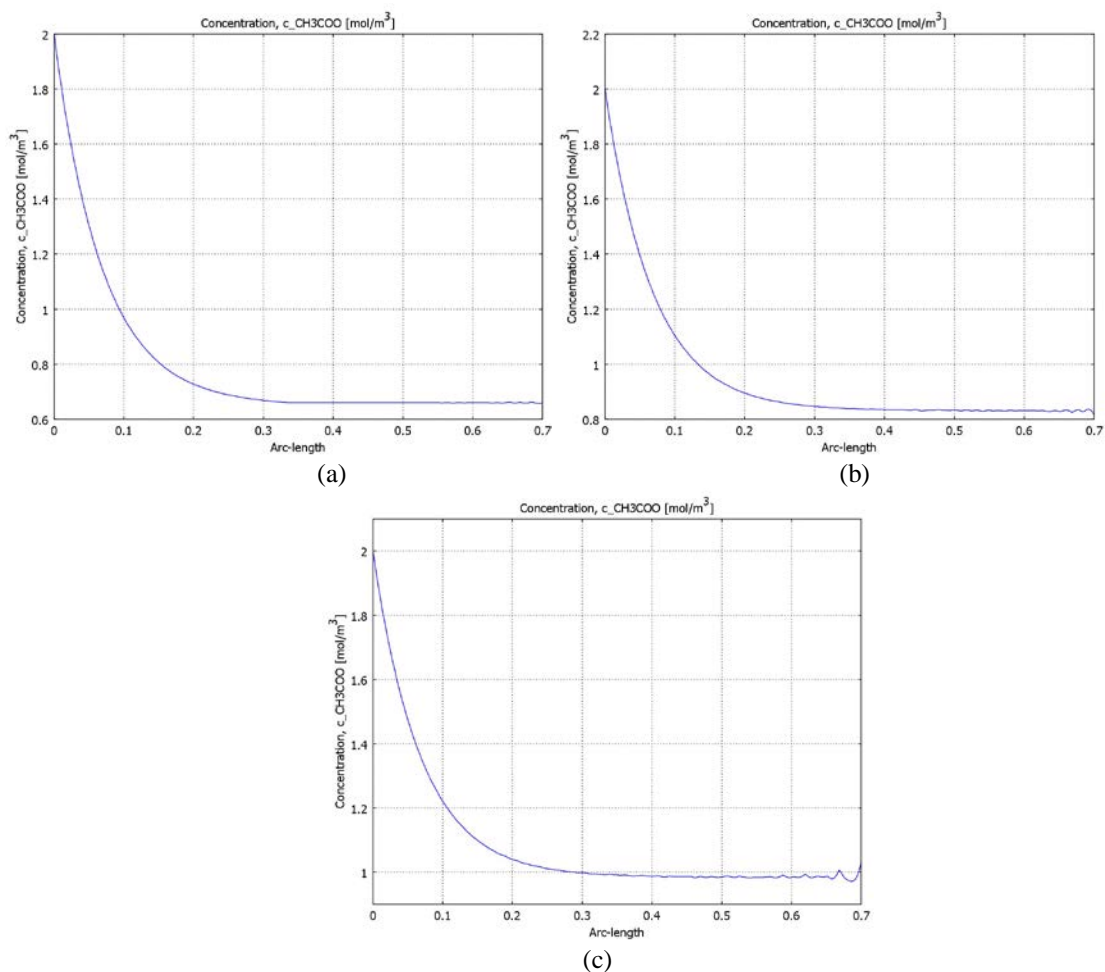 Concentration, c_CH3COO [mol/m³]
Concentration, c_CH3COO [mol/m³]
2
1.8
1.6
1.4
1.2
1
0.8
0.6
0 0.1 0.2 0.3 0.4 0.5 0.6 0.7
Arc-length
(a)
Concentration, c_CH3COO [mol/m³]
Concentration, c_CH3COO [mol/m³]
2.2
2
1.8
1.6
1.4
1.2
1
0.8
0 0.1 0.2 0.3 0.4 0.5 0.6 0.7
Arc-length
(b)
Concentration, c_CH3COO [mol/m³]
Concentration, c_CH3COO [mol/m³]
2
1.8
1.6
1.4
1.2
1
0 0.1 0.2 0.3 0.4 0.5 0.6 0.7
Arc-length
(c)